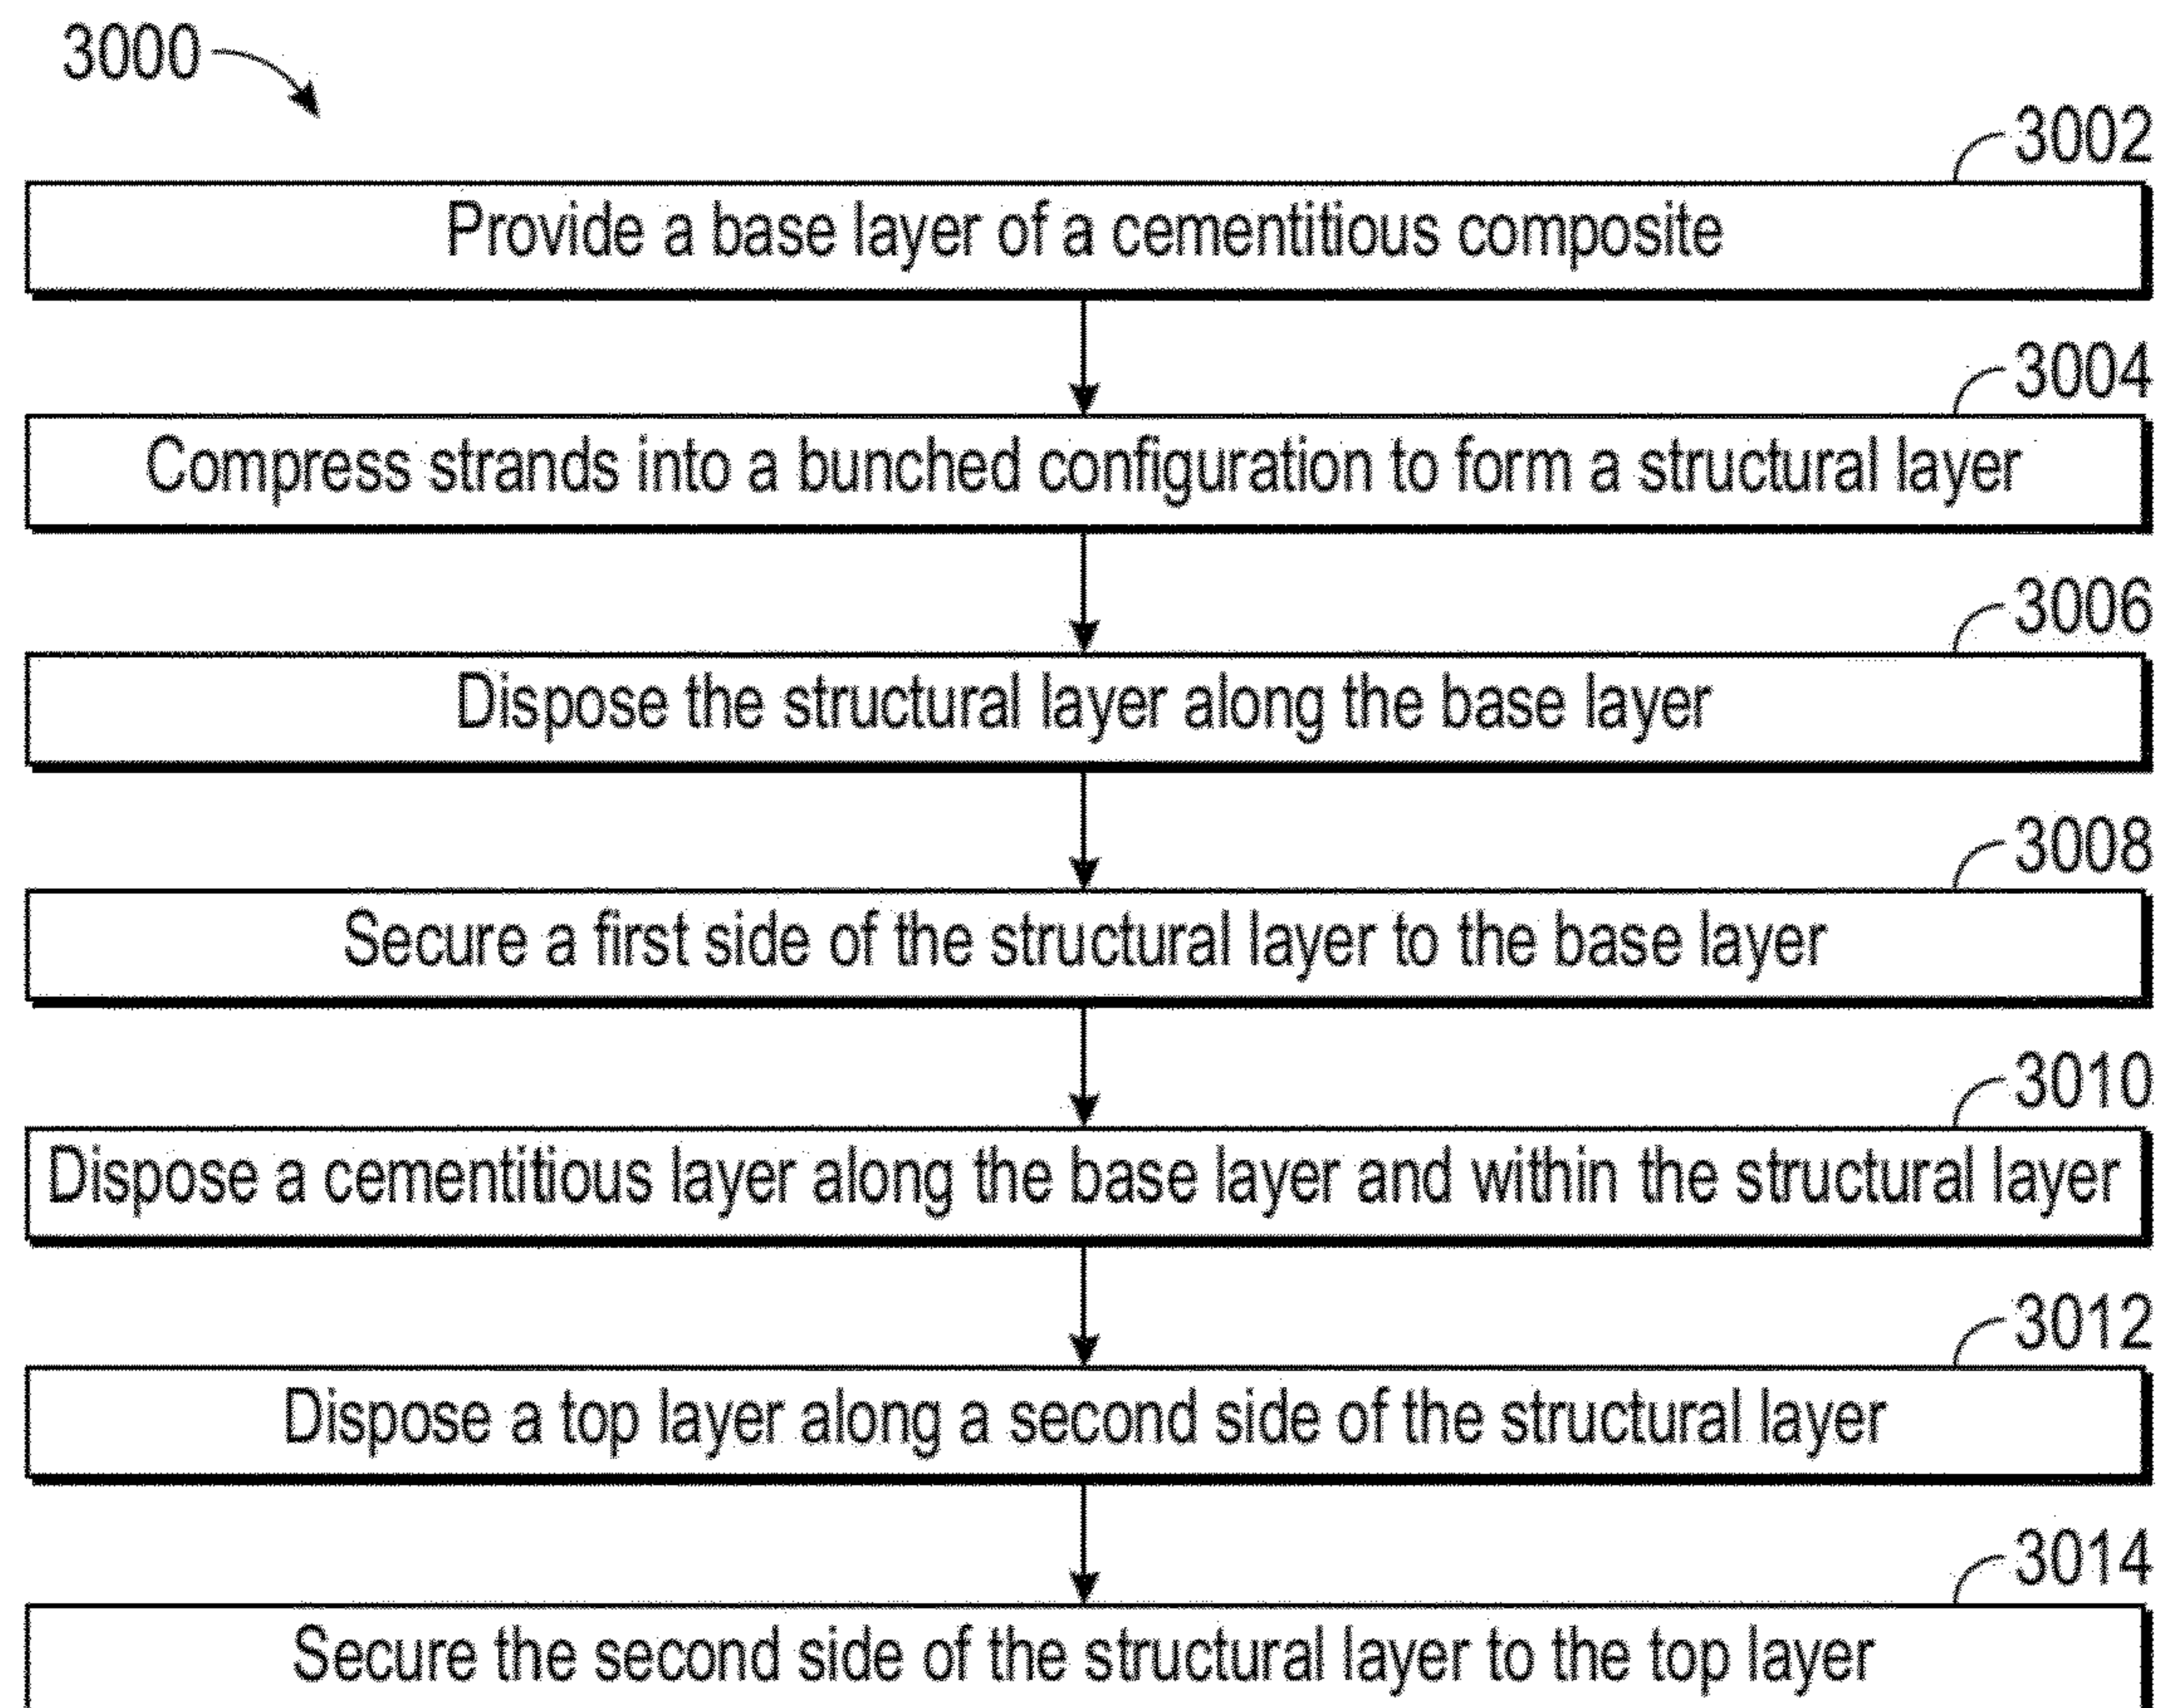 3000
3002
Provide a base layer of a cementitious composite
3004
Compress strands into a bunched configuration to form a structural layer
3006
Dispose the structural layer along the base layer
3008
Secure a first side of the structural layer to the base layer
3010
Dispose a cementitious layer along the base layer and within the structural layer
3012
Dispose a top layer along a second side of the structural layer
3014
Secure the second side of the structural layer to the top layer